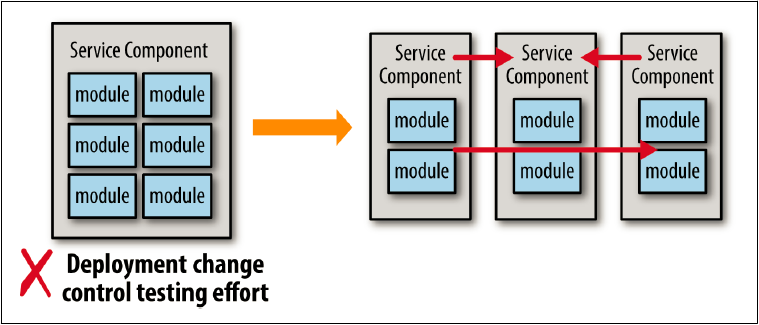 Service Component
module module
module module
module module
Deployment change
control testing effort
Service
Component
module
module
Service
Component
module
module
Service
Component
module
module